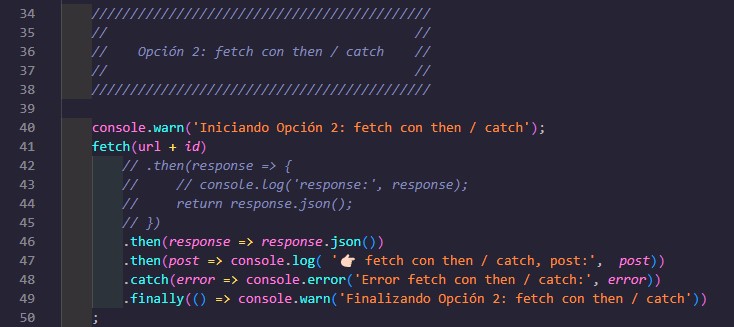 34 ////////////////////////////////////////////
35 //                                        //
36 //    Opción 2: fetch con then / catch    //
37 //                                        //
38 ////////////////////////////////////////////
39
40 console.warn('Iniciando Opción 2: fetch con then / catch');
41 fetch(url + id)
42     // .then(response => {
43     //     // console.log('response:', response);
44     //     return response.json();
45     // })
46     .then(response => response.json())
47     .then(post => console.log( '👉🏻 fetch con then / catch, post:',  post))
48     .catch(error => console.error('Error fetch con then / catch:', error))
49     .finally(() => console.warn('Finalizando Opción 2: fetch con then / catch'))
50 ;